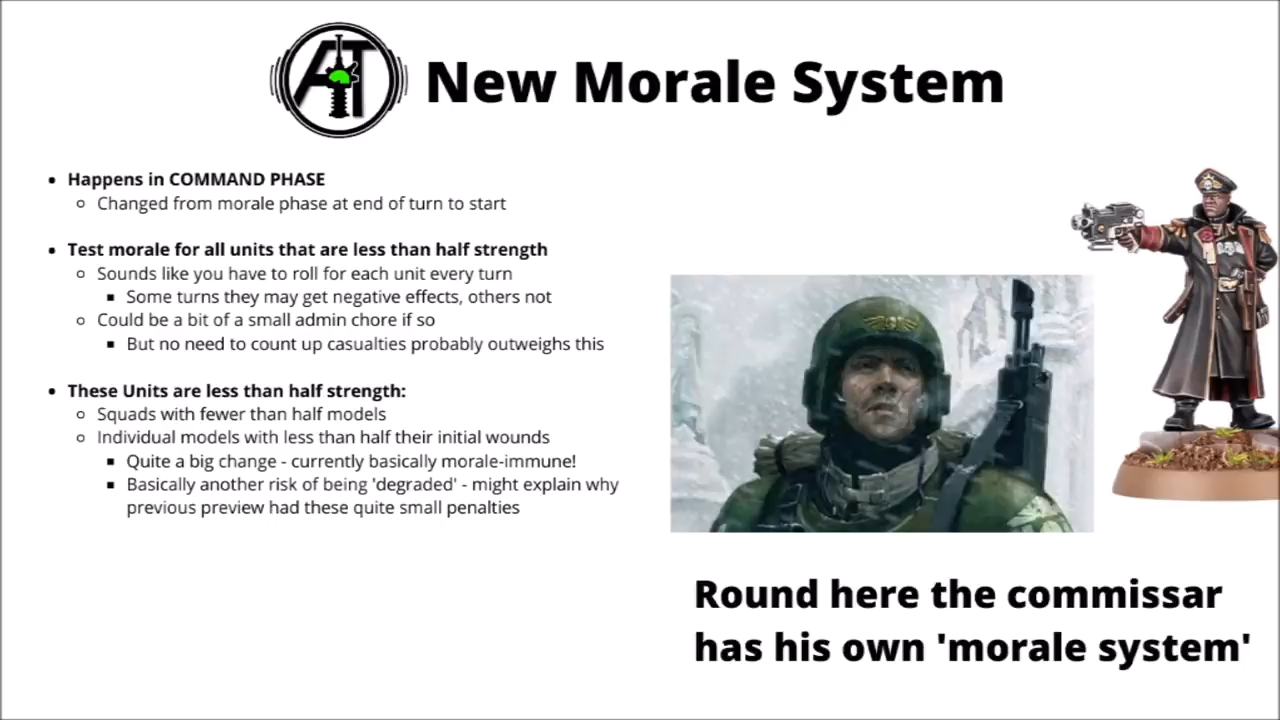 AT
New Morale System
• Happens in COMMAND PHASE
○ Changed from morale phase at end of turn to start
• Test morale for all units that are less than half strength
○ Sounds like you have to roll for each unit every turn
▪ Some turns they may get negative effects, others not
○ Could be a bit of a small admin chore if so
▪ But no need to count up casualties probably outweighs this
• These Units are less than half strength:
○ Squads with fewer than half models
○ Individual models with less than half their initial wounds
▪ Quite a big change - currently basically morale-immune!
▪ Basically another risk of being 'degraded' - might explain why
previous preview had these quite small penalties
Round here the commissar
has his own 'morale system'